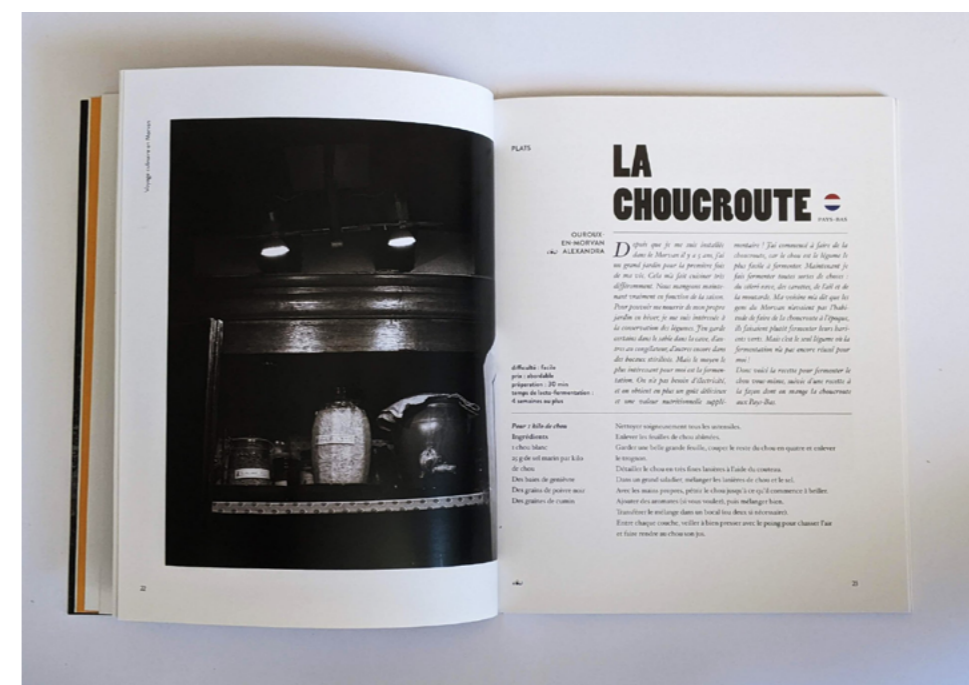 Voyage culinaire en Morvan
22
PLATS
LA
CHOUCROUTE
PAYS-BAS
OUROUX-
EN-MORVAN
ALEXANDRA
Depuis que je me suis installée
dans le Morvan il y a 5 ans, j'ai
un grand jardin pour la première fois
de ma vie. Cela m'a fait cuisiner très
différemment. Nous mangeons mainte-
nant vraiment en fonction de la saison.
Pour pouvoir me nourrir de mon propre
jardin en hiver, je me suis intéressée à
la conservation des légumes. J'en garde
certains dans le sable dans la cave, d'au-
tres au congélateur, d'autres encore dans
des bocaux stérilisés. Mais le moyen le
plus intéressant pour moi est la fermen-
tation. On n'a pas besoin d'électricité,
et on obtient en plus un goût délicieux
et une valeur nutritionnelle supplé-
mentaire ! J'ai commencé à faire de la
choucroute, car le chou est le légume le
plus facile à fermenter. Maintenant je
fais fermenter toutes sortes de choses :
du céleri-rave, des carottes, de l'ail et de
la moutarde. Ma voisine m'a dit que les
gens du Morvan n'avaient pas l'habi-
tude de faire de la choucroute à l'époque,
ils faisaient plutôt fermenter leurs hari-
cots verts. Mais c'est le seul légume où la
fermentation n'a pas encore réussi pour
moi !
Donc voici la recette pour fermenter le
chou vous-même, suivie d'une recette à
la façon dont on mange la choucroute
aux Pays-Bas.
difficulté : facile
prix : abordable
préparation : 30 min
temps de lacto-fermentation :
4 semaines au plus
Pour 1 kilo de chou
Ingrédients
1 chou blanc
25 g de sel marin par kilo
de chou
Des baies de genièvre
Des grains de poivre noir
Des graines de cumin
Nettoyer soigneusement tous les ustensiles.
Enlever les feuilles de chou abîmées.
Garder une belle grande feuille, couper le reste du chou en quatre et enlever
le trognon.
Détailler le chou en très fines lanières à l'aide du couteau.
Dans un grand saladier, mélanger les lanières de chou et le sel.
Avec les mains propres, pétrir le chou jusqu'à ce qu'il commence à briller.
Ajouter des aromates (si vous voulez), puis mélanger bien.
Transférer le mélange dans un bocal (ou deux si nécessaire).
Entre chaque couche, veiller à bien presser avec le poing pour chasser l'air
et faire rendre au chou son jus.
23